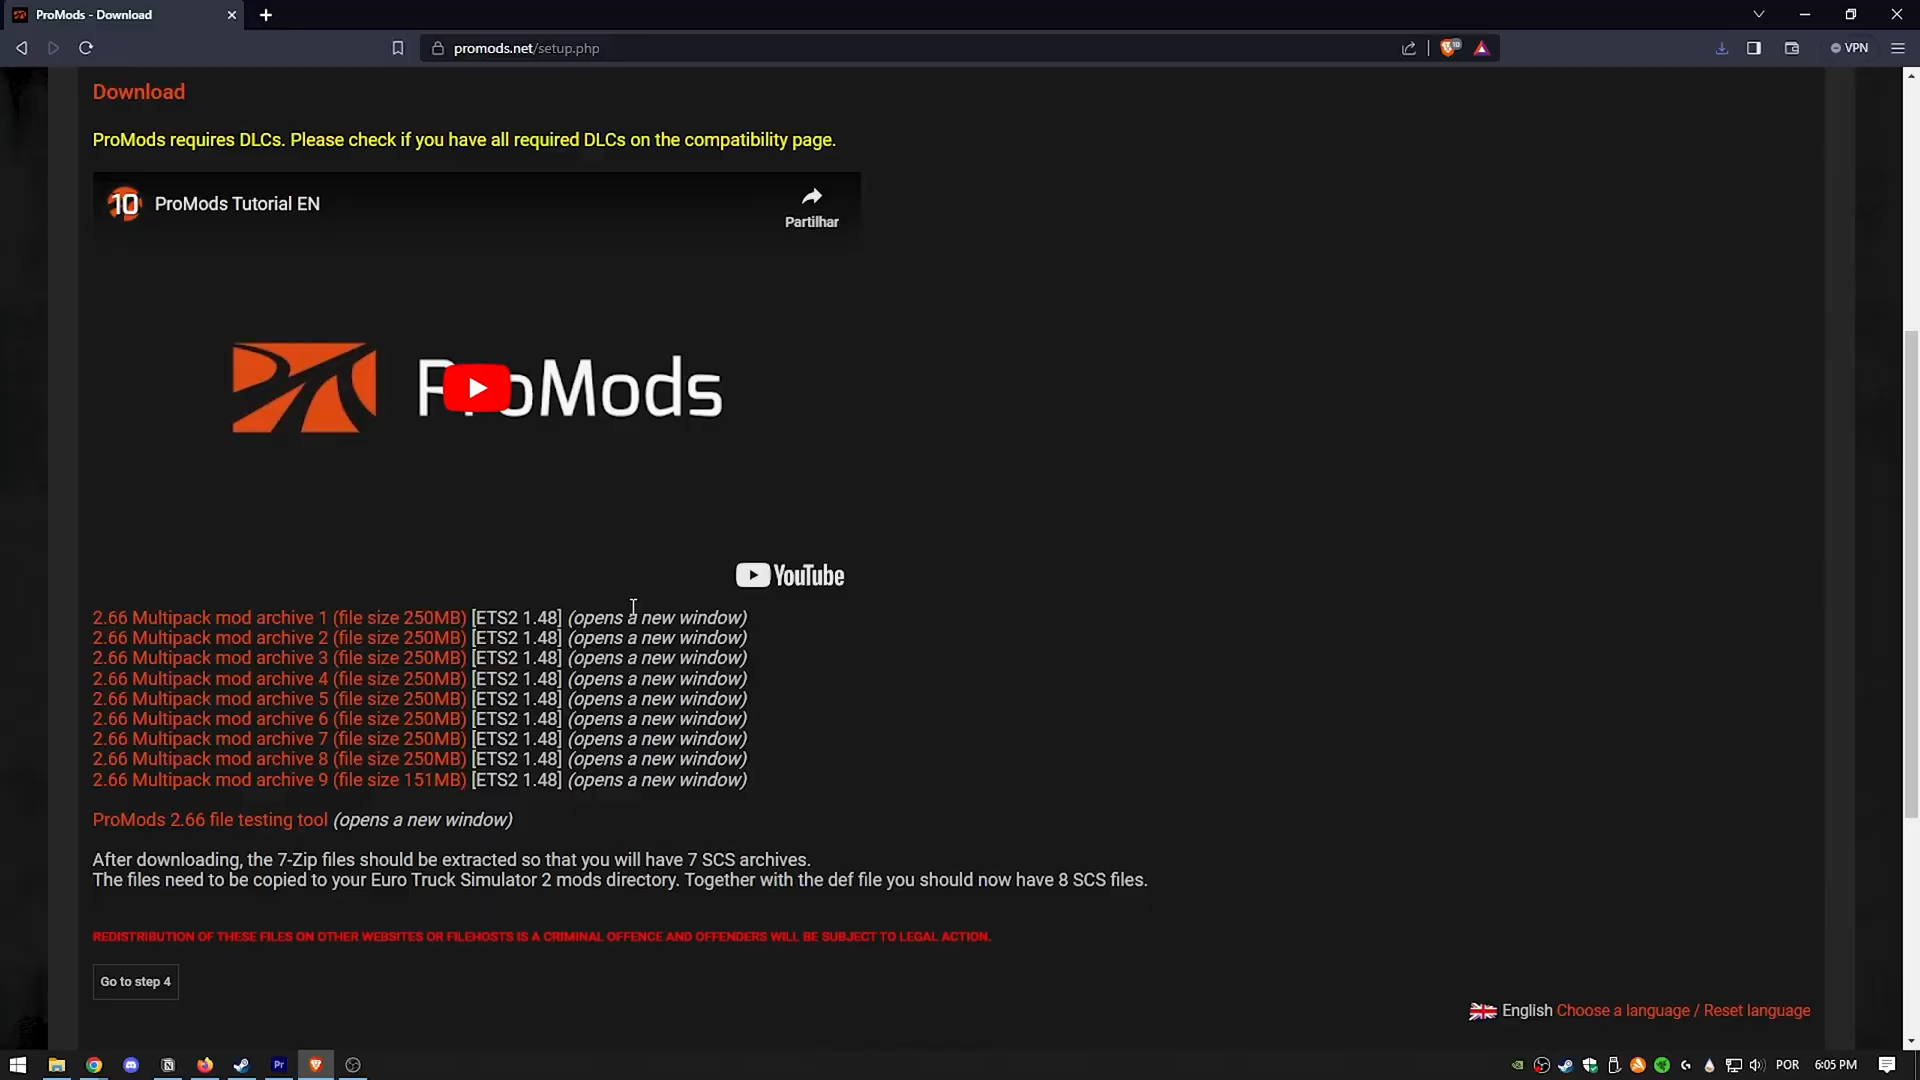 ProMods - Download
promods.net/setup.php
VPN
Download
ProMods requires DLCs. Please check if you have all required DLCs on the compatibility page.
10 ProMods Tutorial EN
Partilhar
ProMods
YouTube
2.66 Multipack mod archive 1 (file size 250MB) [ETS2 1.48] (opens a new window)
2.66 Multipack mod archive 2 (file size 250MB) [ETS2 1.48] (opens a new window)
2.66 Multipack mod archive 3 (file size 250MB) [ETS2 1.48] (opens a new window)
2.66 Multipack mod archive 4 (file size 250MB) [ETS2 1.48] (opens a new window)
2.66 Multipack mod archive 5 (file size 250MB) [ETS2 1.48] (opens a new window)
2.66 Multipack mod archive 6 (file size 250MB) [ETS2 1.48] (opens a new window)
2.66 Multipack mod archive 7 (file size 250MB) [ETS2 1.48] (opens a new window)
2.66 Multipack mod archive 8 (file size 250MB) [ETS2 1.48] (opens a new window)
2.66 Multipack mod archive 9 (file size 151MB) [ETS2 1.48] (opens a new window)
ProMods 2.66 file testing tool (opens a new window)
After downloading, the 7-Zip files should be extracted so that you will have 7 SCS archives.
The files need to be copied to your Euro Truck Simulator 2 mods directory. Together with the def file you should now have 8 SCS files.
REDISTRIBUTION OF THESE FILES ON OTHER WEBSITES OR FILEHOSTS IS A CRIMINAL OFFENCE AND OFFENDERS WILL BE SUBJECT TO LEGAL ACTION.
Go to step 4
English Choose a language / Reset language
Pr
POR 6:05 PM